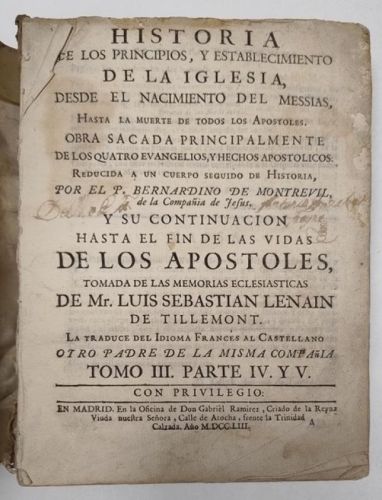 HISTORIA
DE LOS PRINCIPIOS, Y ESTABLECIMIENTO
DE LA IGLESIA,
DESDE EL NACIMIENTO DEL MESSIAS,
HASTA LA MUERTE DE TODOS LOS APOSTOLES.
OBRA SACADA PRINCIPALMENTE
DE LOS QUATRO EVANGELIOS, Y HECHOS APOSTOLICOS:
REDUCIDA A UN CUERPO SEGUIDO DE HISTORIA,
POR EL P. BERNARDINO DE MONTREVIL,
de la Compañia de Jesus,
Y SU CONTINUACION
HASTA EL FIN DE LAS VIDAS
DE LOS APOSTOLES,
TOMADA DE LAS MEMORIAS ECLESIASTICAS
DE Mr. LUIS SEBASTIAN LENAIN
DE TILLEMONT.
LA TRADUCE DEL IDIOMA FRANCÉS AL CASTELLANO
OTRO PADRE DE LA MISMA COMPAñIA
TOMO III. PARTE IV. Y V.
CON PRIVILEGIO:
EN MADRID. En la Oficina de Don Gabriel Ramirez, Criado de la Reyna
Viuda nuestra Señora, Calle de Atocha, frente la Trinidad
Calzada. Año M.DCC.LIII.
A